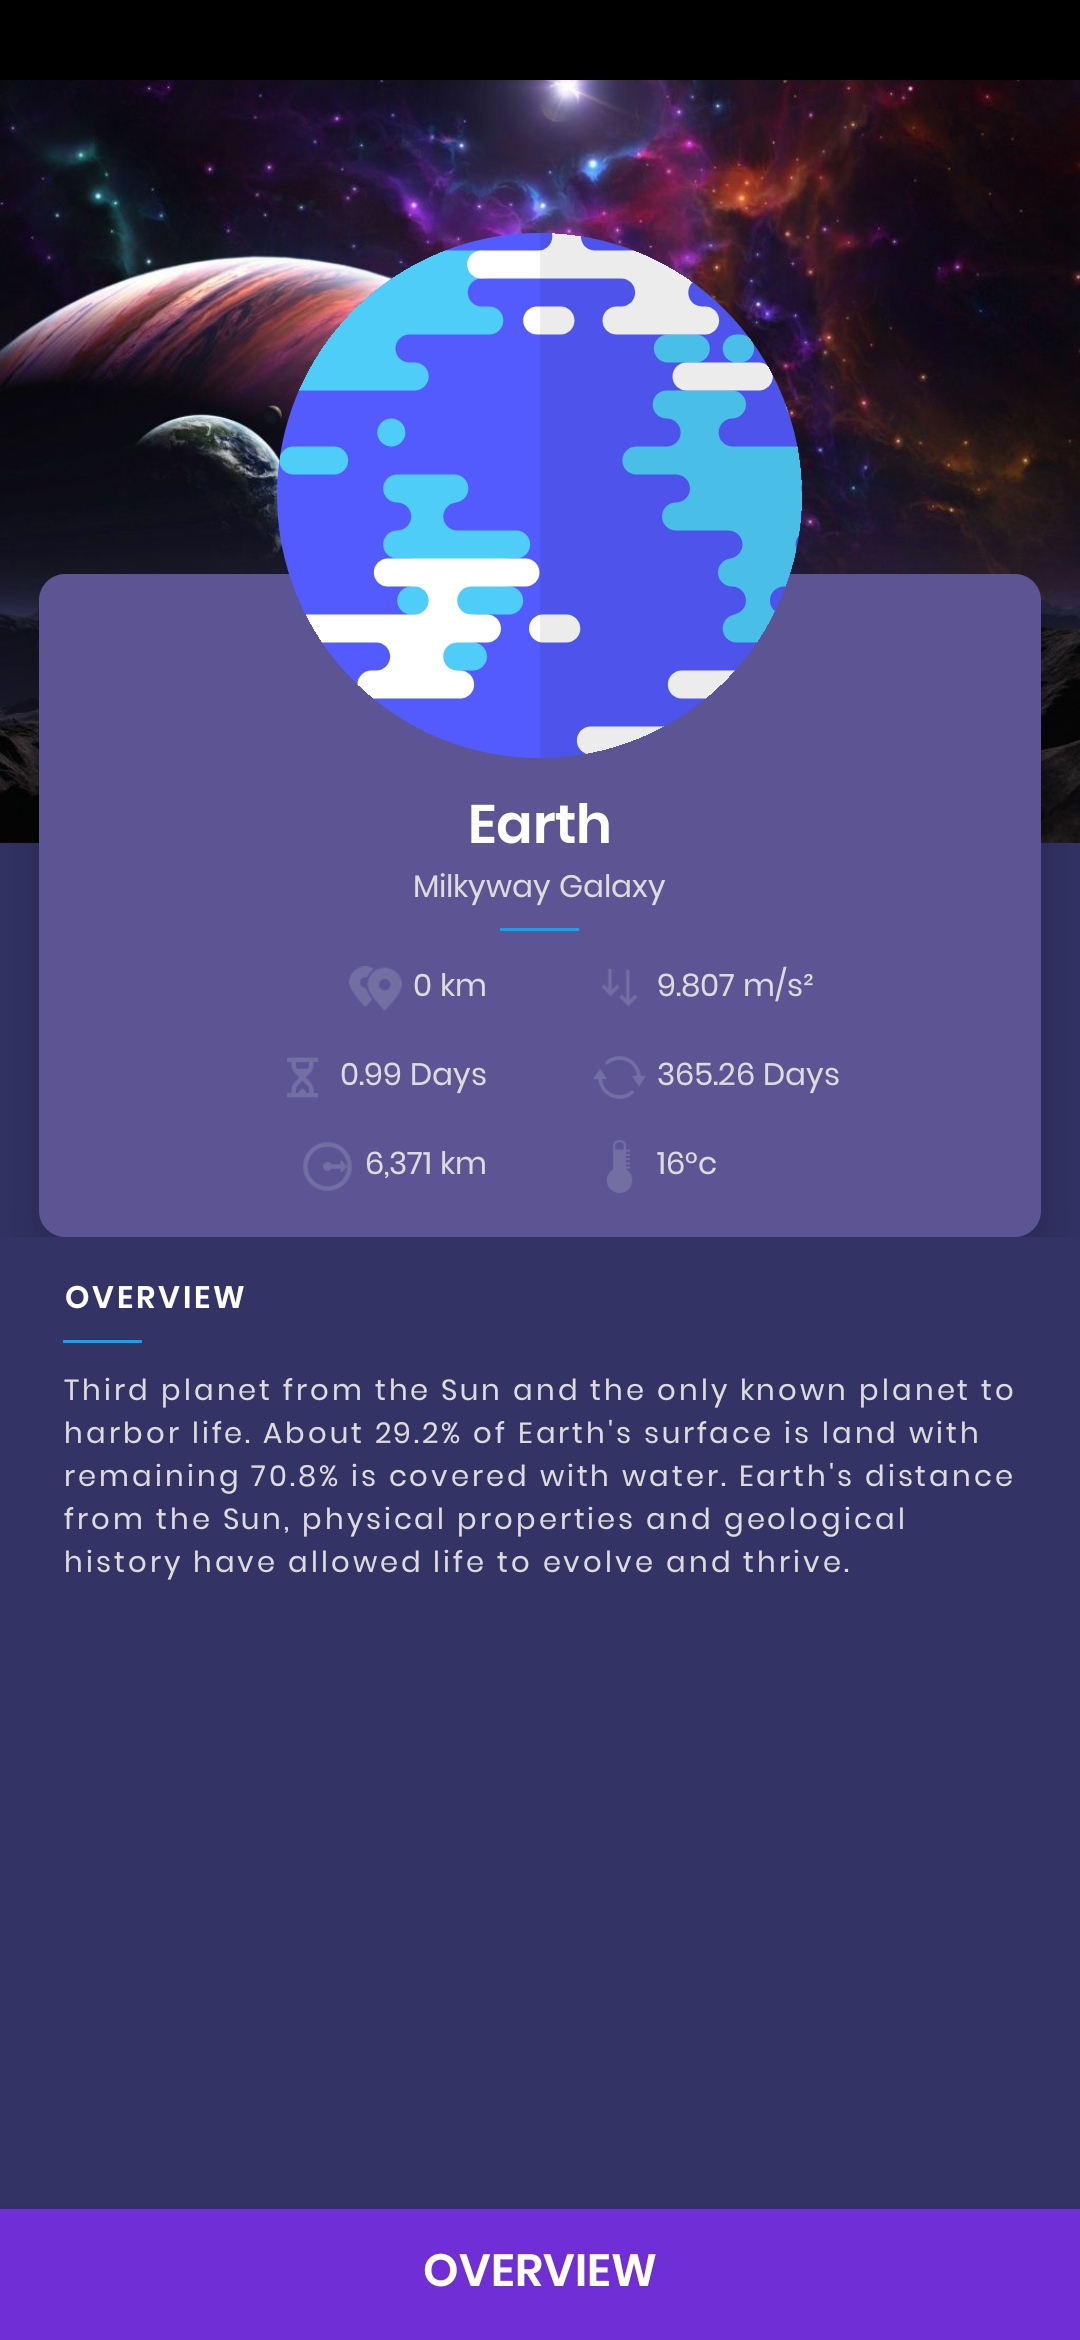 Earth
Milkyway Galaxy
0 km
9.807 m/s²
0.99 Days
365.26 Days
6,371 km
16°c
OVERVIEW
Third planet from the Sun and the only known planet to
harbor life. About 29.2% of Earth's surface is land with
remaining 70.8% is covered with water. Earth's distance
from the Sun, physical properties and geological
history have allowed life to evolve and thrive.
OVERVIEW